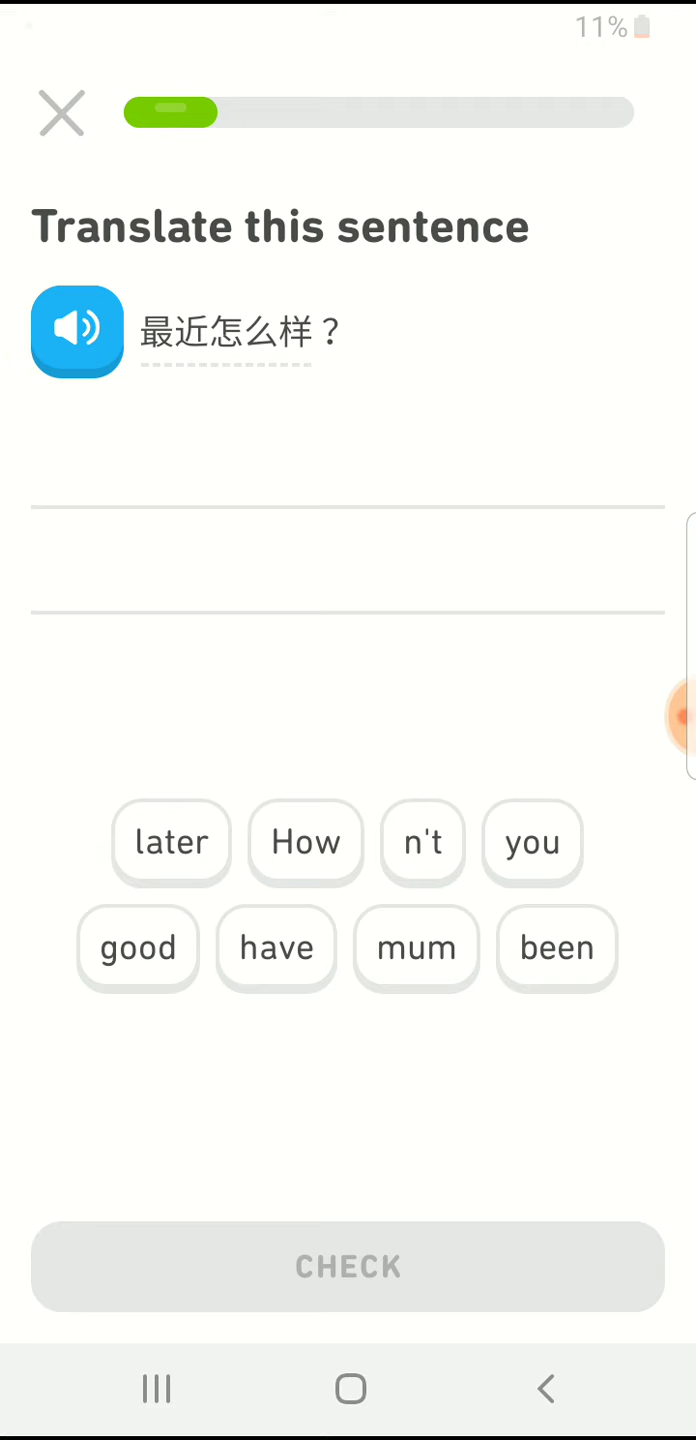 11%
Translate this sentence
最近怎么样？
later How n't you
good have mum been
CHECK